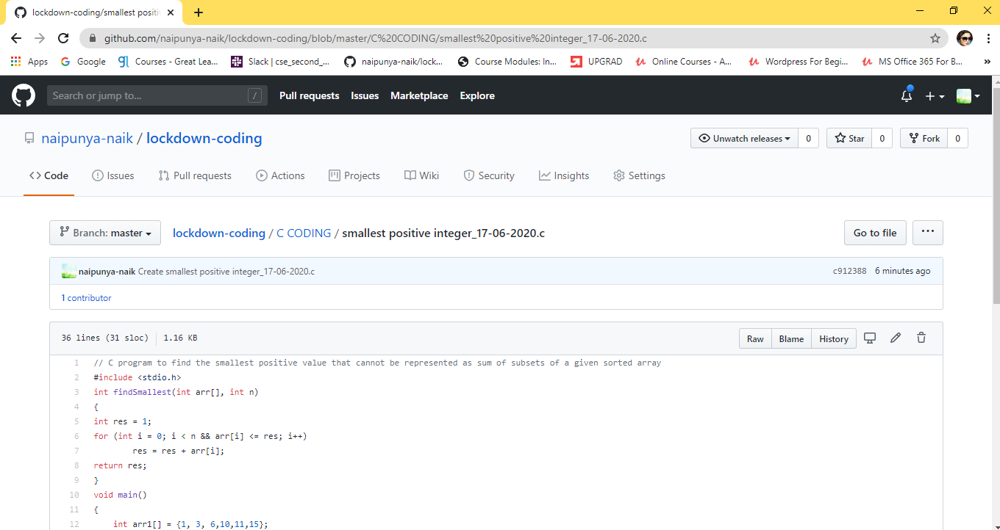 lockdown-coding/smallest positi
github.com/naipunya-naik/lockdown-coding/blob/master/C%20CODING/smallest%20positive%20integer_17-06-2020.c
Apps Google Courses - Great Lea... Slack | cse_second_... naipunya-naik/lock... Course Modules: In... UPGRAD Online Courses - A... Wordpress For Begi... MS Office 365 For B... »
Search or jump to... / Pull requests Issues Marketplace Explore
naipunya-naik / lockdown-coding Unwatch releases 0 Star 0 Fork 0
Code Issues Pull requests Actions Projects Wiki Security Insights Settings
Branch: master lockdown-coding / C CODING / smallest positive integer_17-06-2020.c Go to file ...
naipunya-naik Create smallest positive integer_17-06-2020.c c912388 6 minutes ago
1 contributor
36 lines (31 sloc) 1.16 KB Raw Blame History
1 // C program to find the smallest positive value that cannot be represented as sum of subsets of a given sorted array
2 #include <stdio.h>
3 int findSmallest(int arr[], int n)
4 {
5 int res = 1;
6 for (int i = 0; i < n && arr[i] <= res; i++)
7 res = res + arr[i];
8 return res;
9 }
10 void main()
11 {
12 int arr1[] = {1, 3, 6,10,11,15};